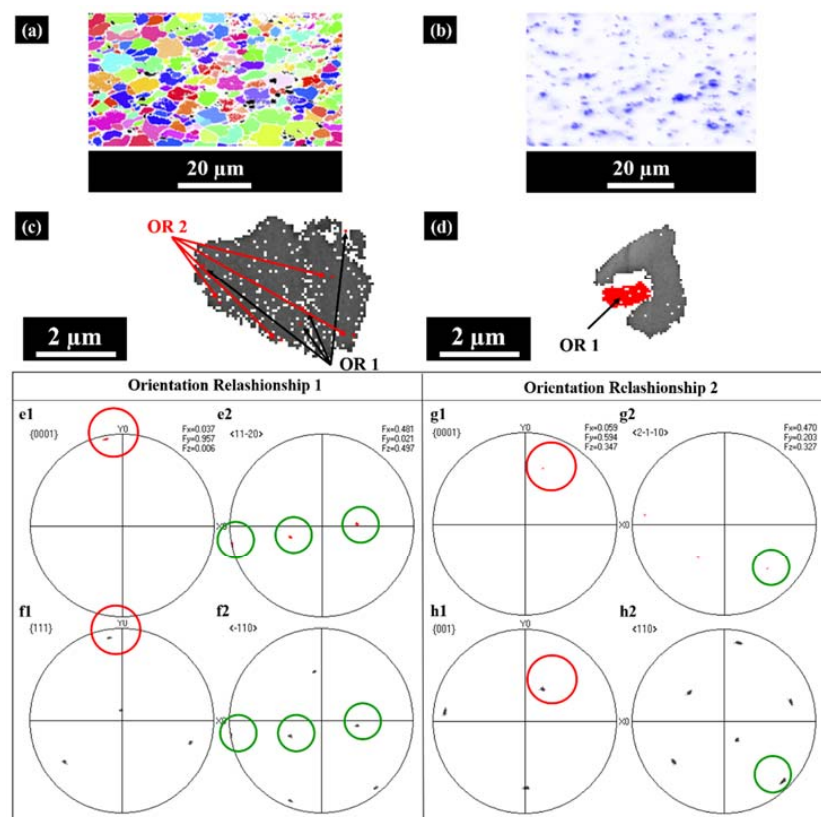 (a)
(b)
20 µm
20 µm
(c)
OR 2
2 µm
OR 1
(d)
2 µm
OR 1
Orientation Relashionship 1
Orientation Relashionship 2
e1
{0001}
Y0
Fx=0.037
Fy=0.957
Fz=0.006
e2
<11-20>
Fx=0.481
Fy=0.021
Fz=0.497
X0
g1
{0001}
Y0
Fx=0.059
Fy=0.594
Fz=0.347
g2
<2-1-10>
Fx=0.470
Fy=0.203
Fz=0.327
X0
f1
{111}
Y0
f2
<-110>
X0
h1
{001}
Y0
h2
<110>
X0